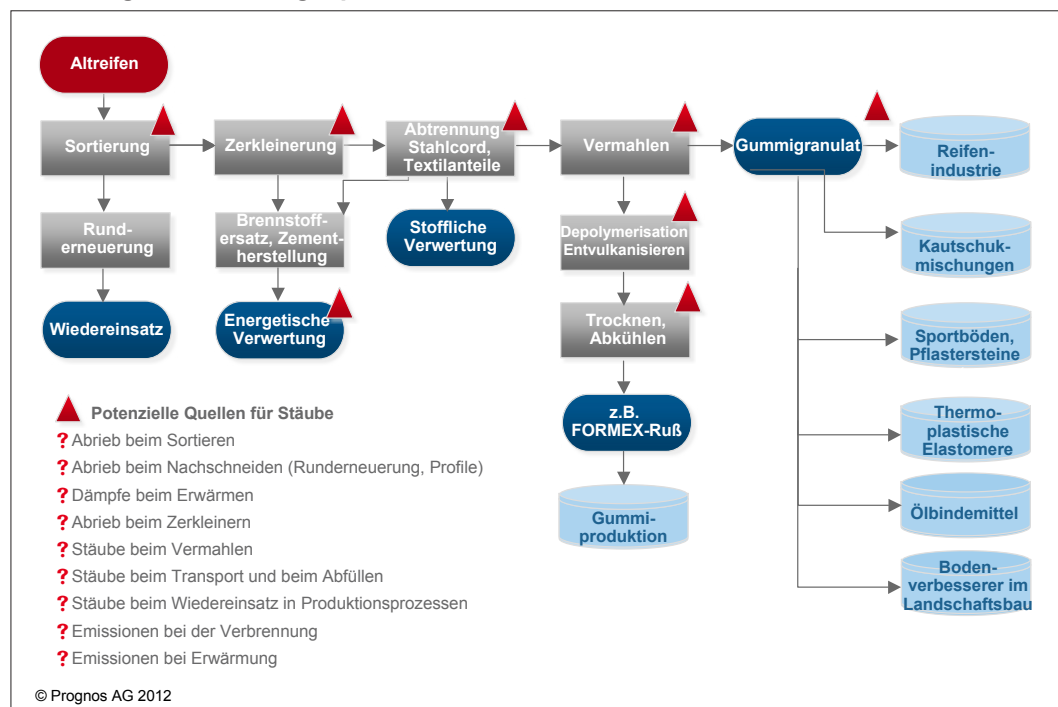 Altreifen
Sortierung
Zerkleinerung
Abtrennung
Stahlcord,
Textilanteile
Vermahlen
Gummigranulat
Reifen-
industrie
Rund-
erneuerung
Brennstoff-
ersatz, Zement-
herstellung
Stoffliche
Verwertung
Depolymerisation
Entvulkanisieren
Kautschuk-
mischungen
Wiedereinsatz
Energetische
Verwertung
Trocknen,
Abkühlen
Sportböden,
Pflastersteine
z.B.
FORMEX-Ruß
Thermo-
plastische
Elastomere
Gummi-
produktion
Ölbindemittel
Boden-
verbesserer im
Landschaftsbau
Potenzielle Quellen für Stäube
? Abrieb beim Sortieren
? Abrieb beim Nachschneiden (Runderneuerung, Profile)
? Dämpfe beim Erwärmen
? Abrieb beim Zerkleinern
? Stäube beim Vermahlen
? Stäube beim Transport und beim Abfüllen
? Stäube beim Wiedereinsatz in Produktionsprozessen
? Emissionen bei der Verbrennung
? Emissionen bei Erwärmung
© Prognos AG 2012